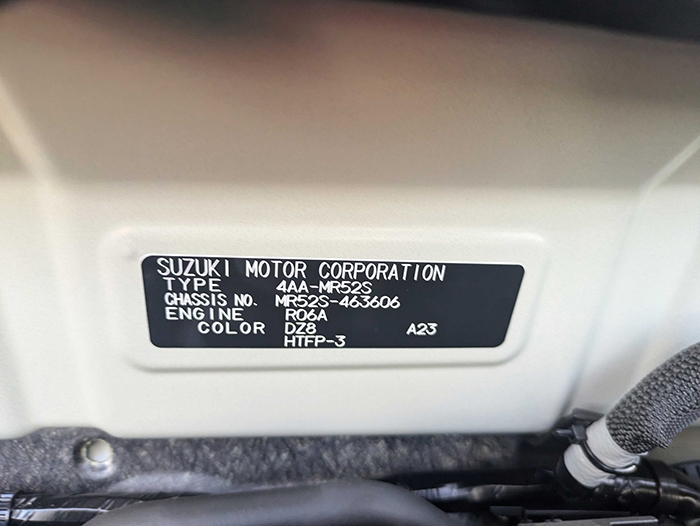 SUZUKI MOTOR CORPORATION
TYPE 4AA-MR52S
CHASSIS NO. MR52S-463606
ENGINE R06A
COLOR DZ8 A23
HTFP-3